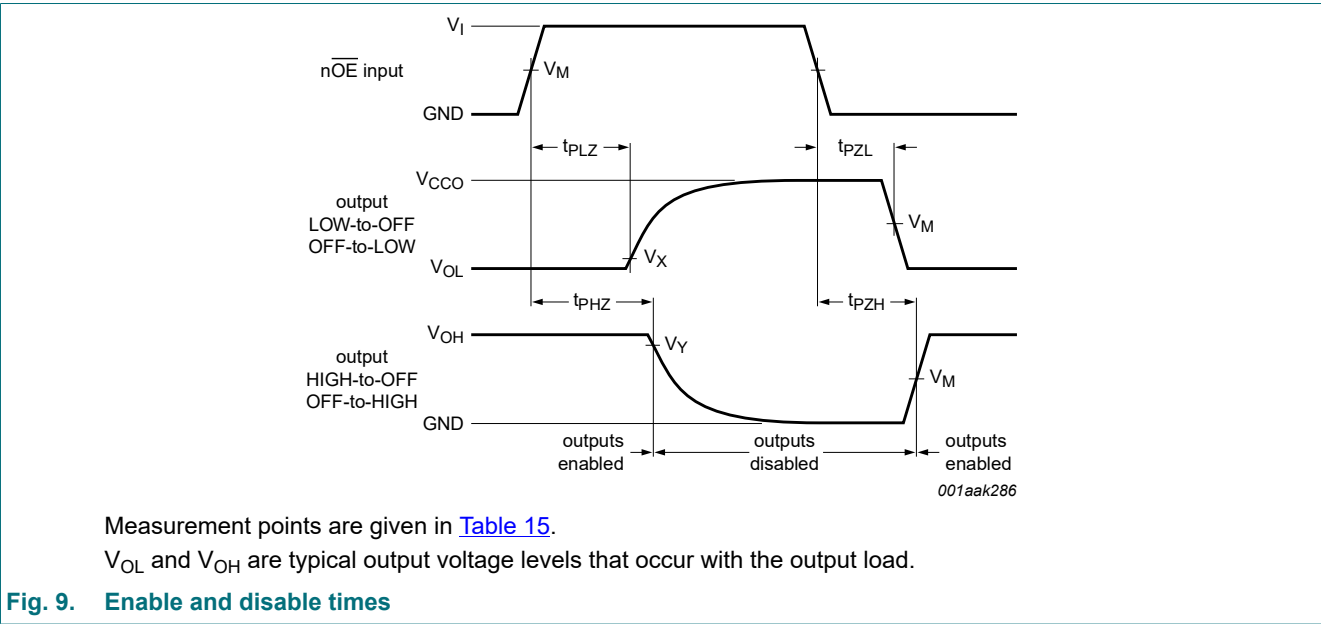 V_I
nOE input
V_M
GND
t_PLZ
t_PZL
V_CCO
output
LOW-to-OFF
OFF-to-LOW
V_M
V_X
V_OL
t_PHZ
t_PZH
V_OH
V_Y
output
HIGH-to-OFF
OFF-to-HIGH
V_M
GND
outputs
enabled
outputs
disabled
outputs
enabled
001aak286
Measurement points are given in Table 15.
V_OL and V_OH are typical output voltage levels that occur with the output load.
Fig. 9. Enable and disable times